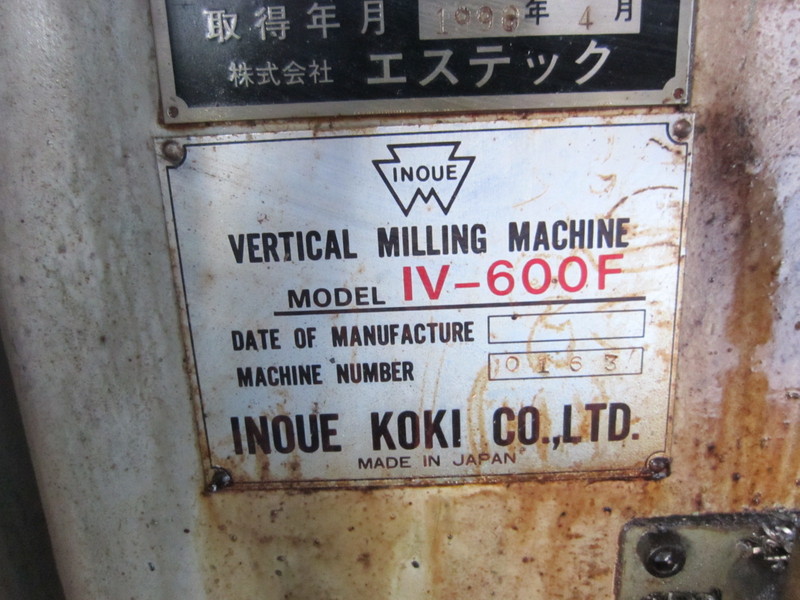 取得年月 年 4 月
株式会社 エステック
INOUE
VERTICAL MILLING MACHINE
MODEL IV-600F
DATE OF MANUFACTURE
MACHINE NUMBER 0163
INOUE KOKI CO.,LTD.
MADE IN JAPAN